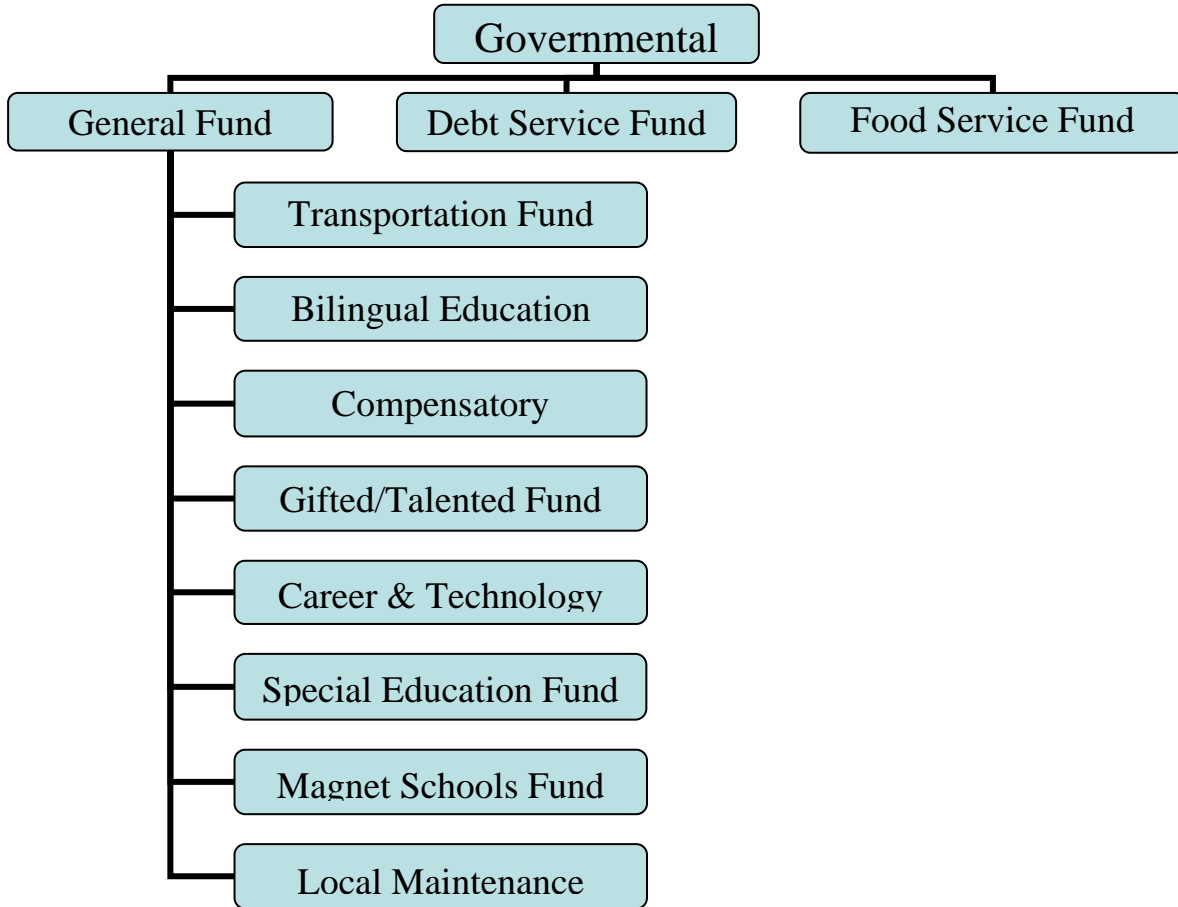 Governmental
General Fund
Debt Service Fund
Food Service Fund
Transportation Fund
Bilingual Education
Compensatory
Gifted/Talented Fund
Career & Technology
Special Education Fund
Magnet Schools Fund
Local Maintenance